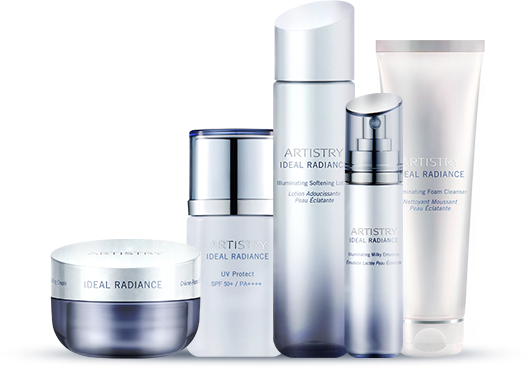 ARTISTRY
IDEAL RADIANCE
Illuminating Softening
Lotion Adoucissante
Peau Éclatante
ARTISTRY
IDEAL RADIANCE
Illuminating Foam Cleanser
Nettoyant Moussant
Peau Éclatante
ARTISTRY
IDEAL RADIANCE
Illuminating Milky Emulsion
Émulsion Lactée Peau Éclatante
ARTISTRY
IDEAL RADIANCE
UV Protect
SPF 50+ / PA++++
ARTISTRY
IDEAL RADIANCE